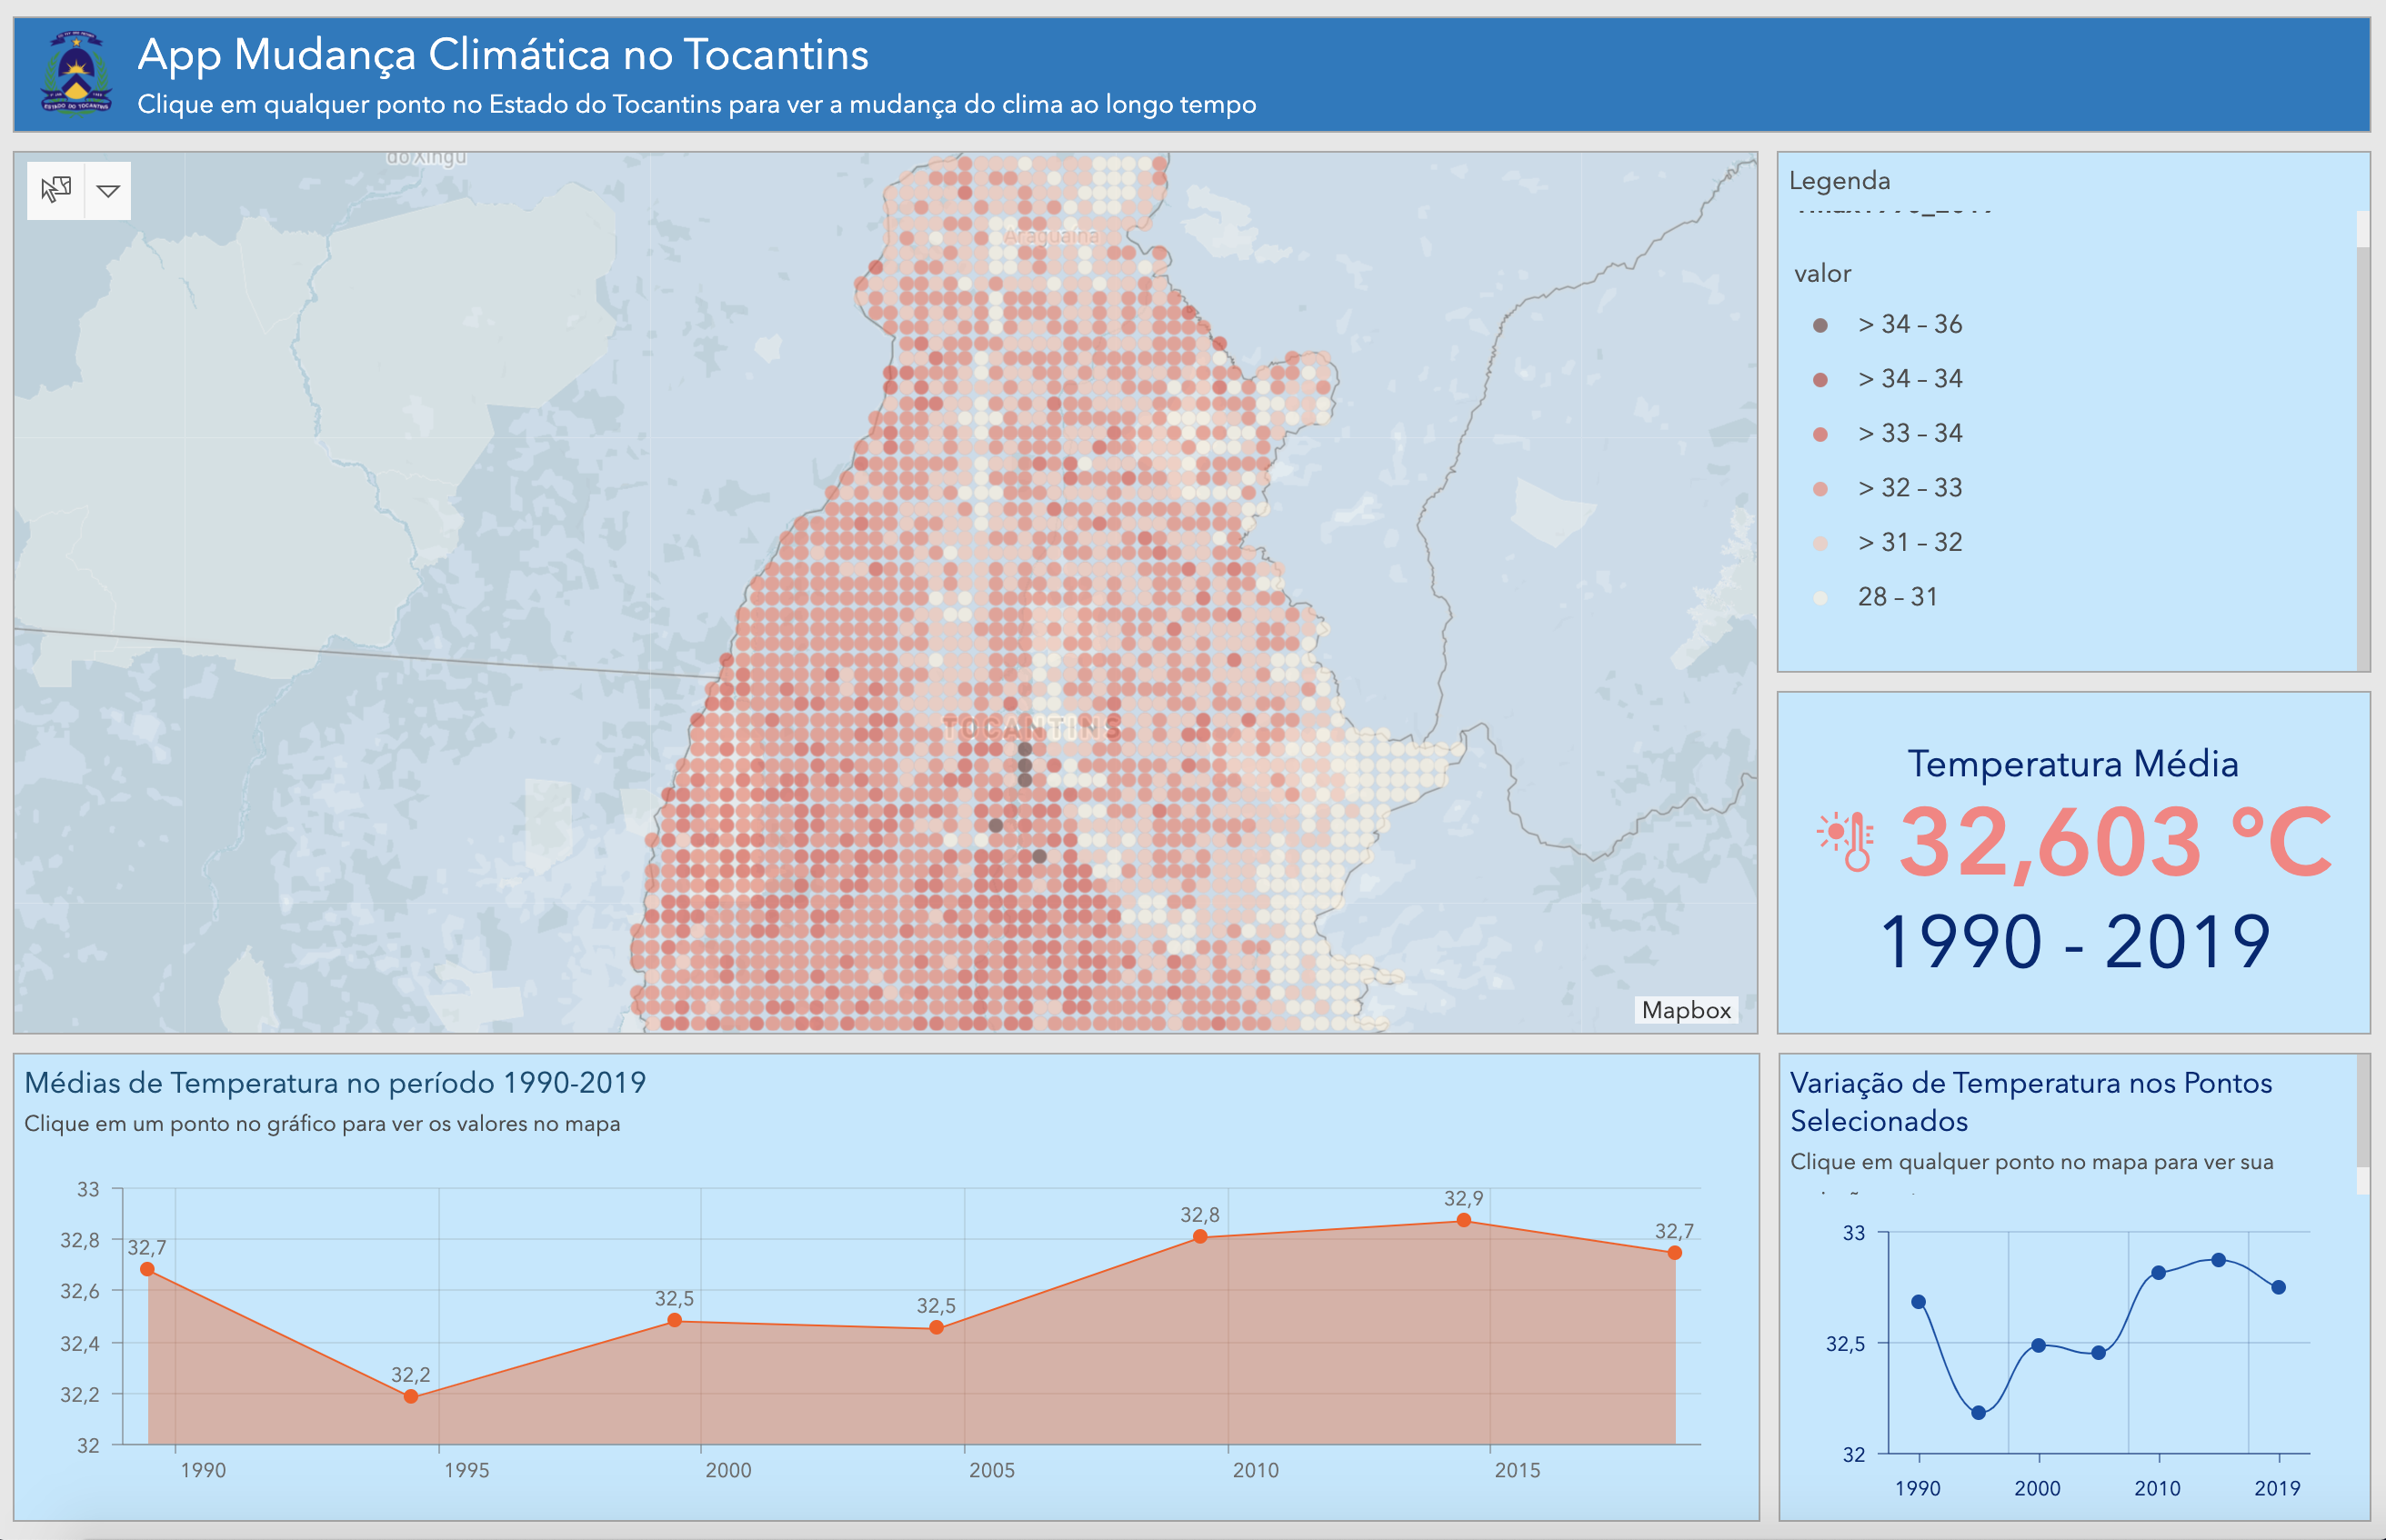 App Mudança Climática no Tocantins
Clique em qualquer ponto no Estado do Tocantins para ver a mudança do clima ao longo tempo
ESTADO DO TOCANTINS
do Xingu
Araguaína
TOCANTINS
Mapbox
Legenda
valor
> 34 – 36
> 34 – 34
> 33 – 34
> 32 – 33
> 31 – 32
28 – 31
Temperatura Média
32,603 °C
1990 - 2019
Médias de Temperatura no período 1990-2019
Clique em um ponto no gráfico para ver os valores no mapa
33
32,8
32,6
32,4
32,2
32
32,7
32,2
32,5
32,5
32,8
32,9
32,7
1990
1995
2000
2005
2010
2015
Variação de Temperatura nos Pontos
Selecionados
Clique em qualquer ponto no mapa para ver sua
33
32,5
32
1990
2000
2010
2019